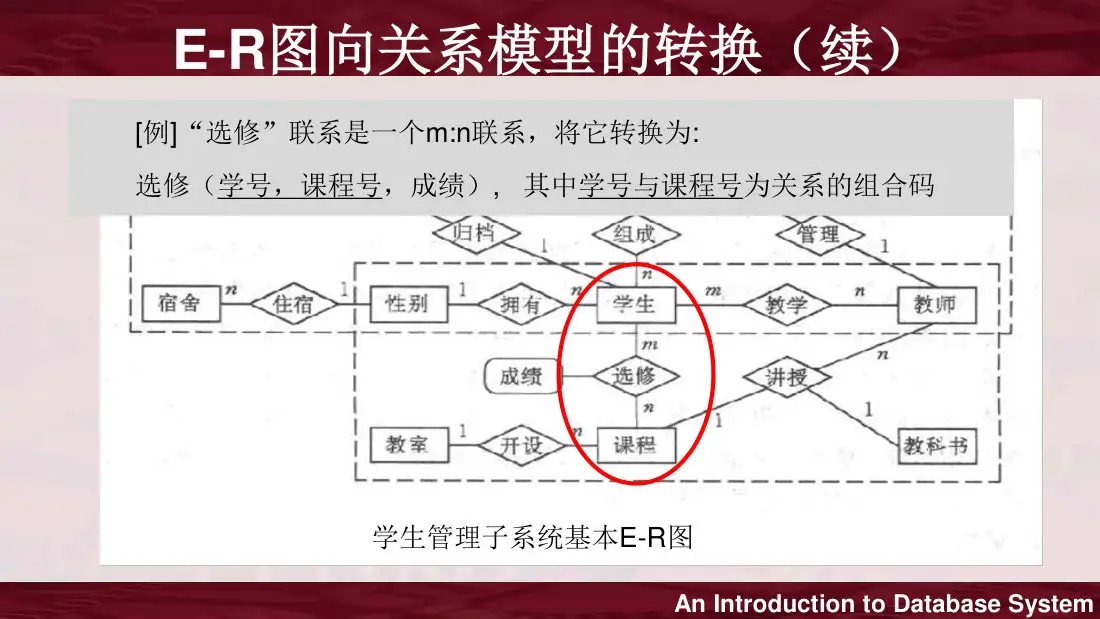 E-R图向关系模型的转换（续）
[例]“选修”联系是一个m:n联系，将它转换为:
选修（学号，课程号，成绩）， 其中学号与课程号为关系的组合码
归档 1 组成 管理 1
n
宿舍 n 住宿 1 性别 1 拥有 n 学生 m 教学 n 教师
m n
成绩 选修 讲授
n 1 1
教室 1 开设 n 课程 教科书
学生管理子系统基本E-R图
An Introduction to Database System